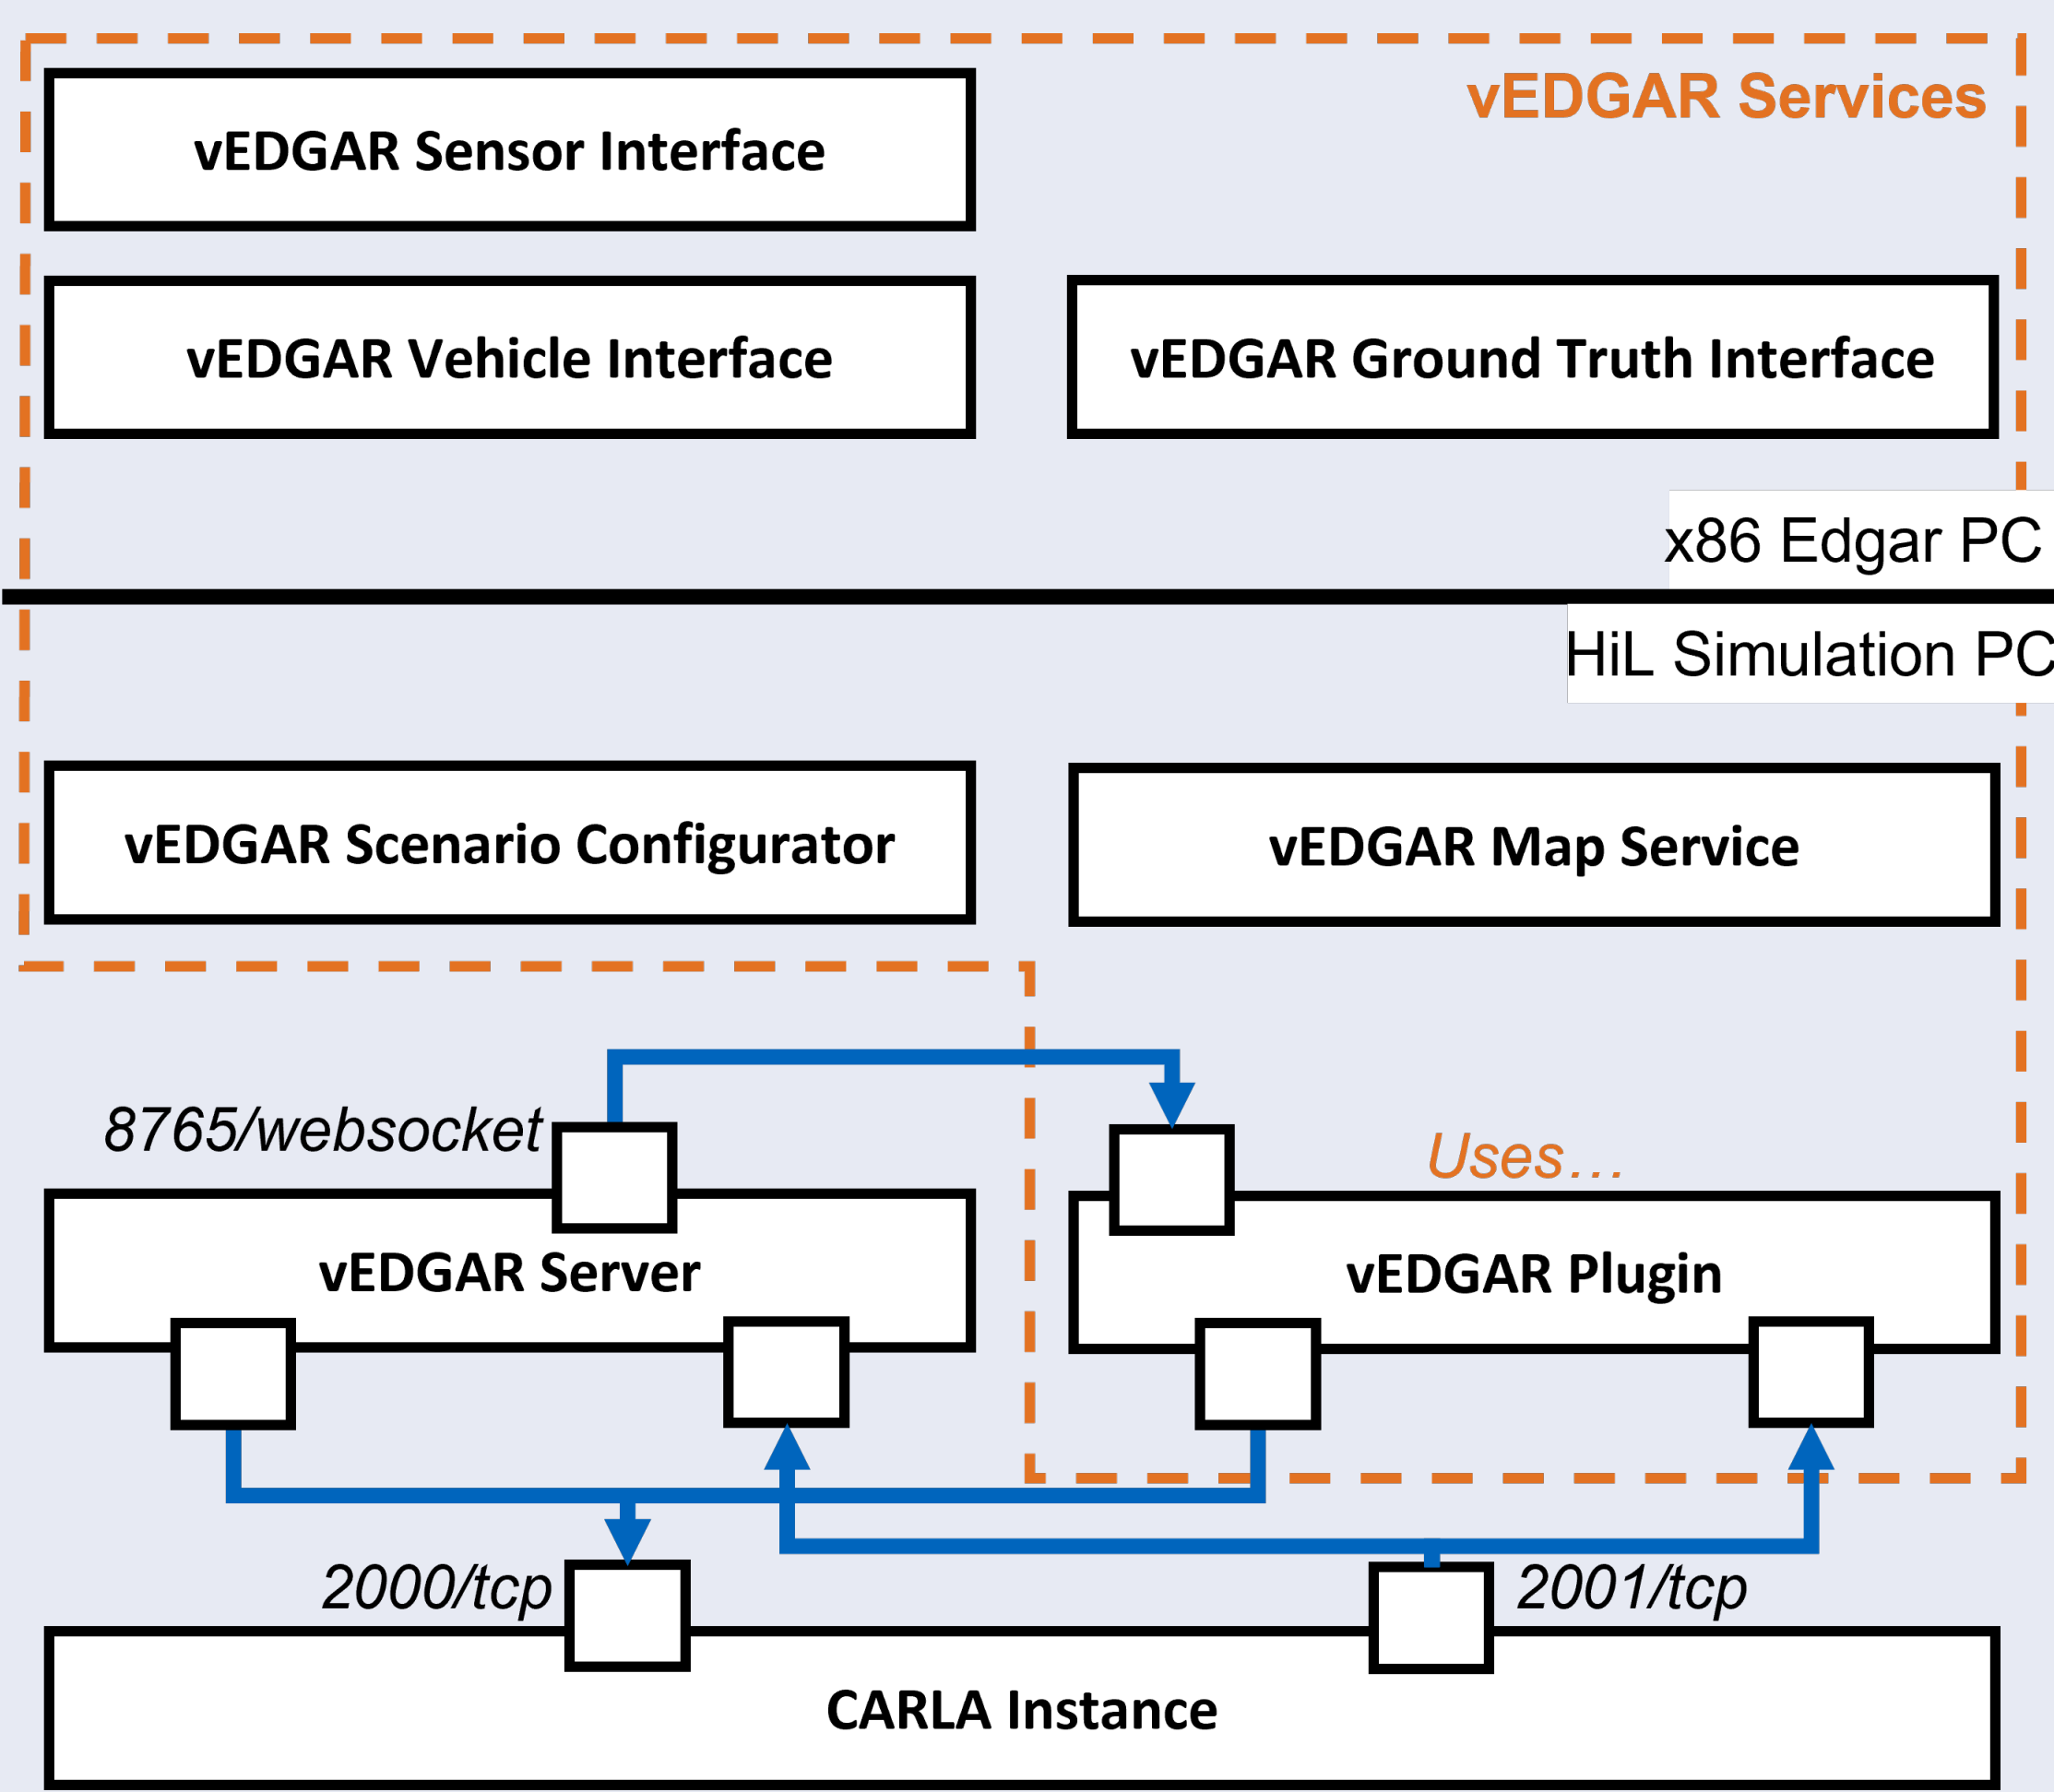 vEDGAR Services
vEDGAR Sensor Interface
vEDGAR Vehicle Interface
vEDGAR Ground Truth Interface
x86 Edgar PC
HiL Simulation PC
vEDGAR Scenario Configurator
vEDGAR Map Service
8765/websocket
Uses…
vEDGAR Server
vEDGAR Plugin
2000/tcp
2001/tcp
CARLA Instance